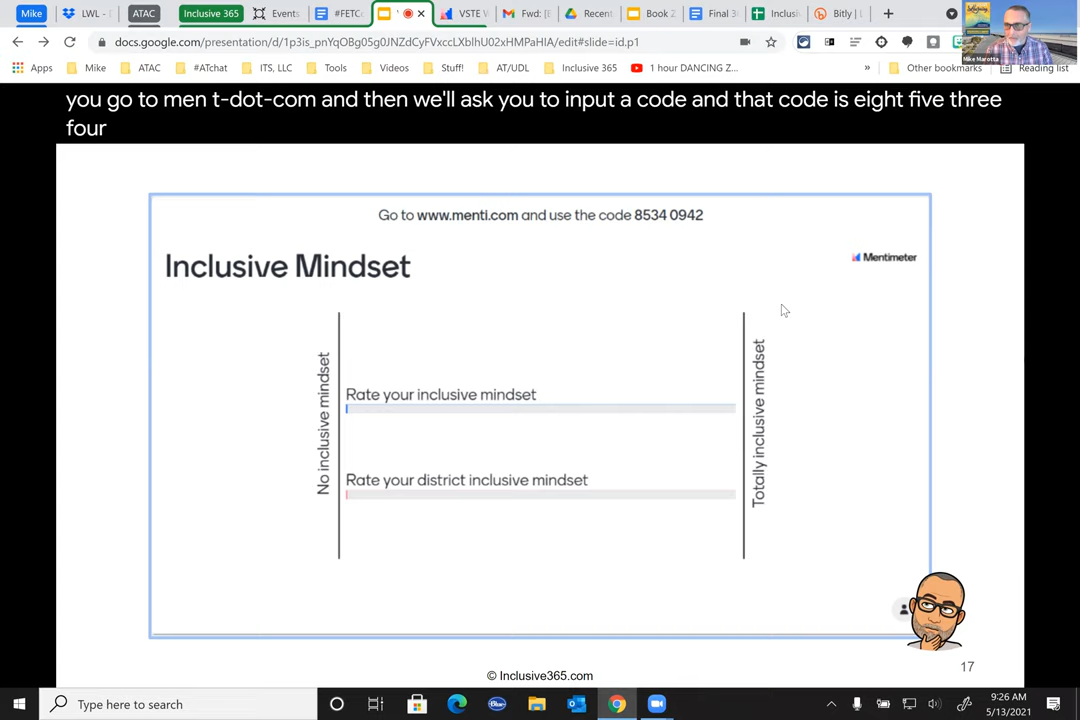 Mike
LWL -
ATAC
Inclusive 365
Events
#FETC
VSTE V
Fwd: [E
Recent
Book 2
Final 3
Inclusi
Bitly | L
docs.google.com/presentation/d/1p3is_pnYqOBg05g0JNZdCyFVxccLXblhU02xHMPaHIA/edit#slide=id.p1
Mike Marotta
Apps
Mike
ATAC
#ATchat
ITS, LLC
Tools
Videos
Stuff!
AT/UDL
Inclusive 365
1 hour DANCING Z...
»
Other bookmarks
Reading list
you go to men t-dot-com and then we'll ask you to input a code and that code is eight five three
four
Go to www.menti.com and use the code 8534 0942
Inclusive Mindset
Mentimeter
No inclusive mindset
Rate your inclusive mindset
Rate your district inclusive mindset
Totally inclusive mindset
17
© Inclusive365.com
Type here to search
9:26 AM
5/13/2021